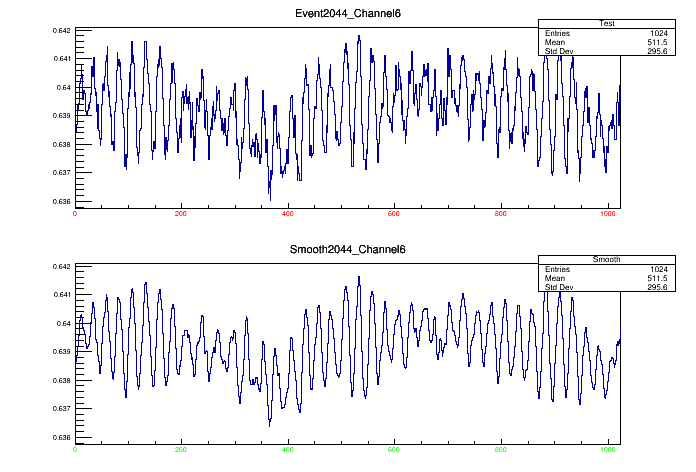 Event2044_Channel6
Test
Entries 1024
Mean 511.5
Std Dev 295.6
0.642
0.641
0.64
0.639
0.638
0.637
0.636
0 200 400 600 800 1000
Smooth2044_Channel6
Smooth
Entries 1024
Mean 511.5
Std Dev 295.6
0.642
0.641
0.64
0.639
0.638
0.637
0.636
0 200 400 600 800 1000